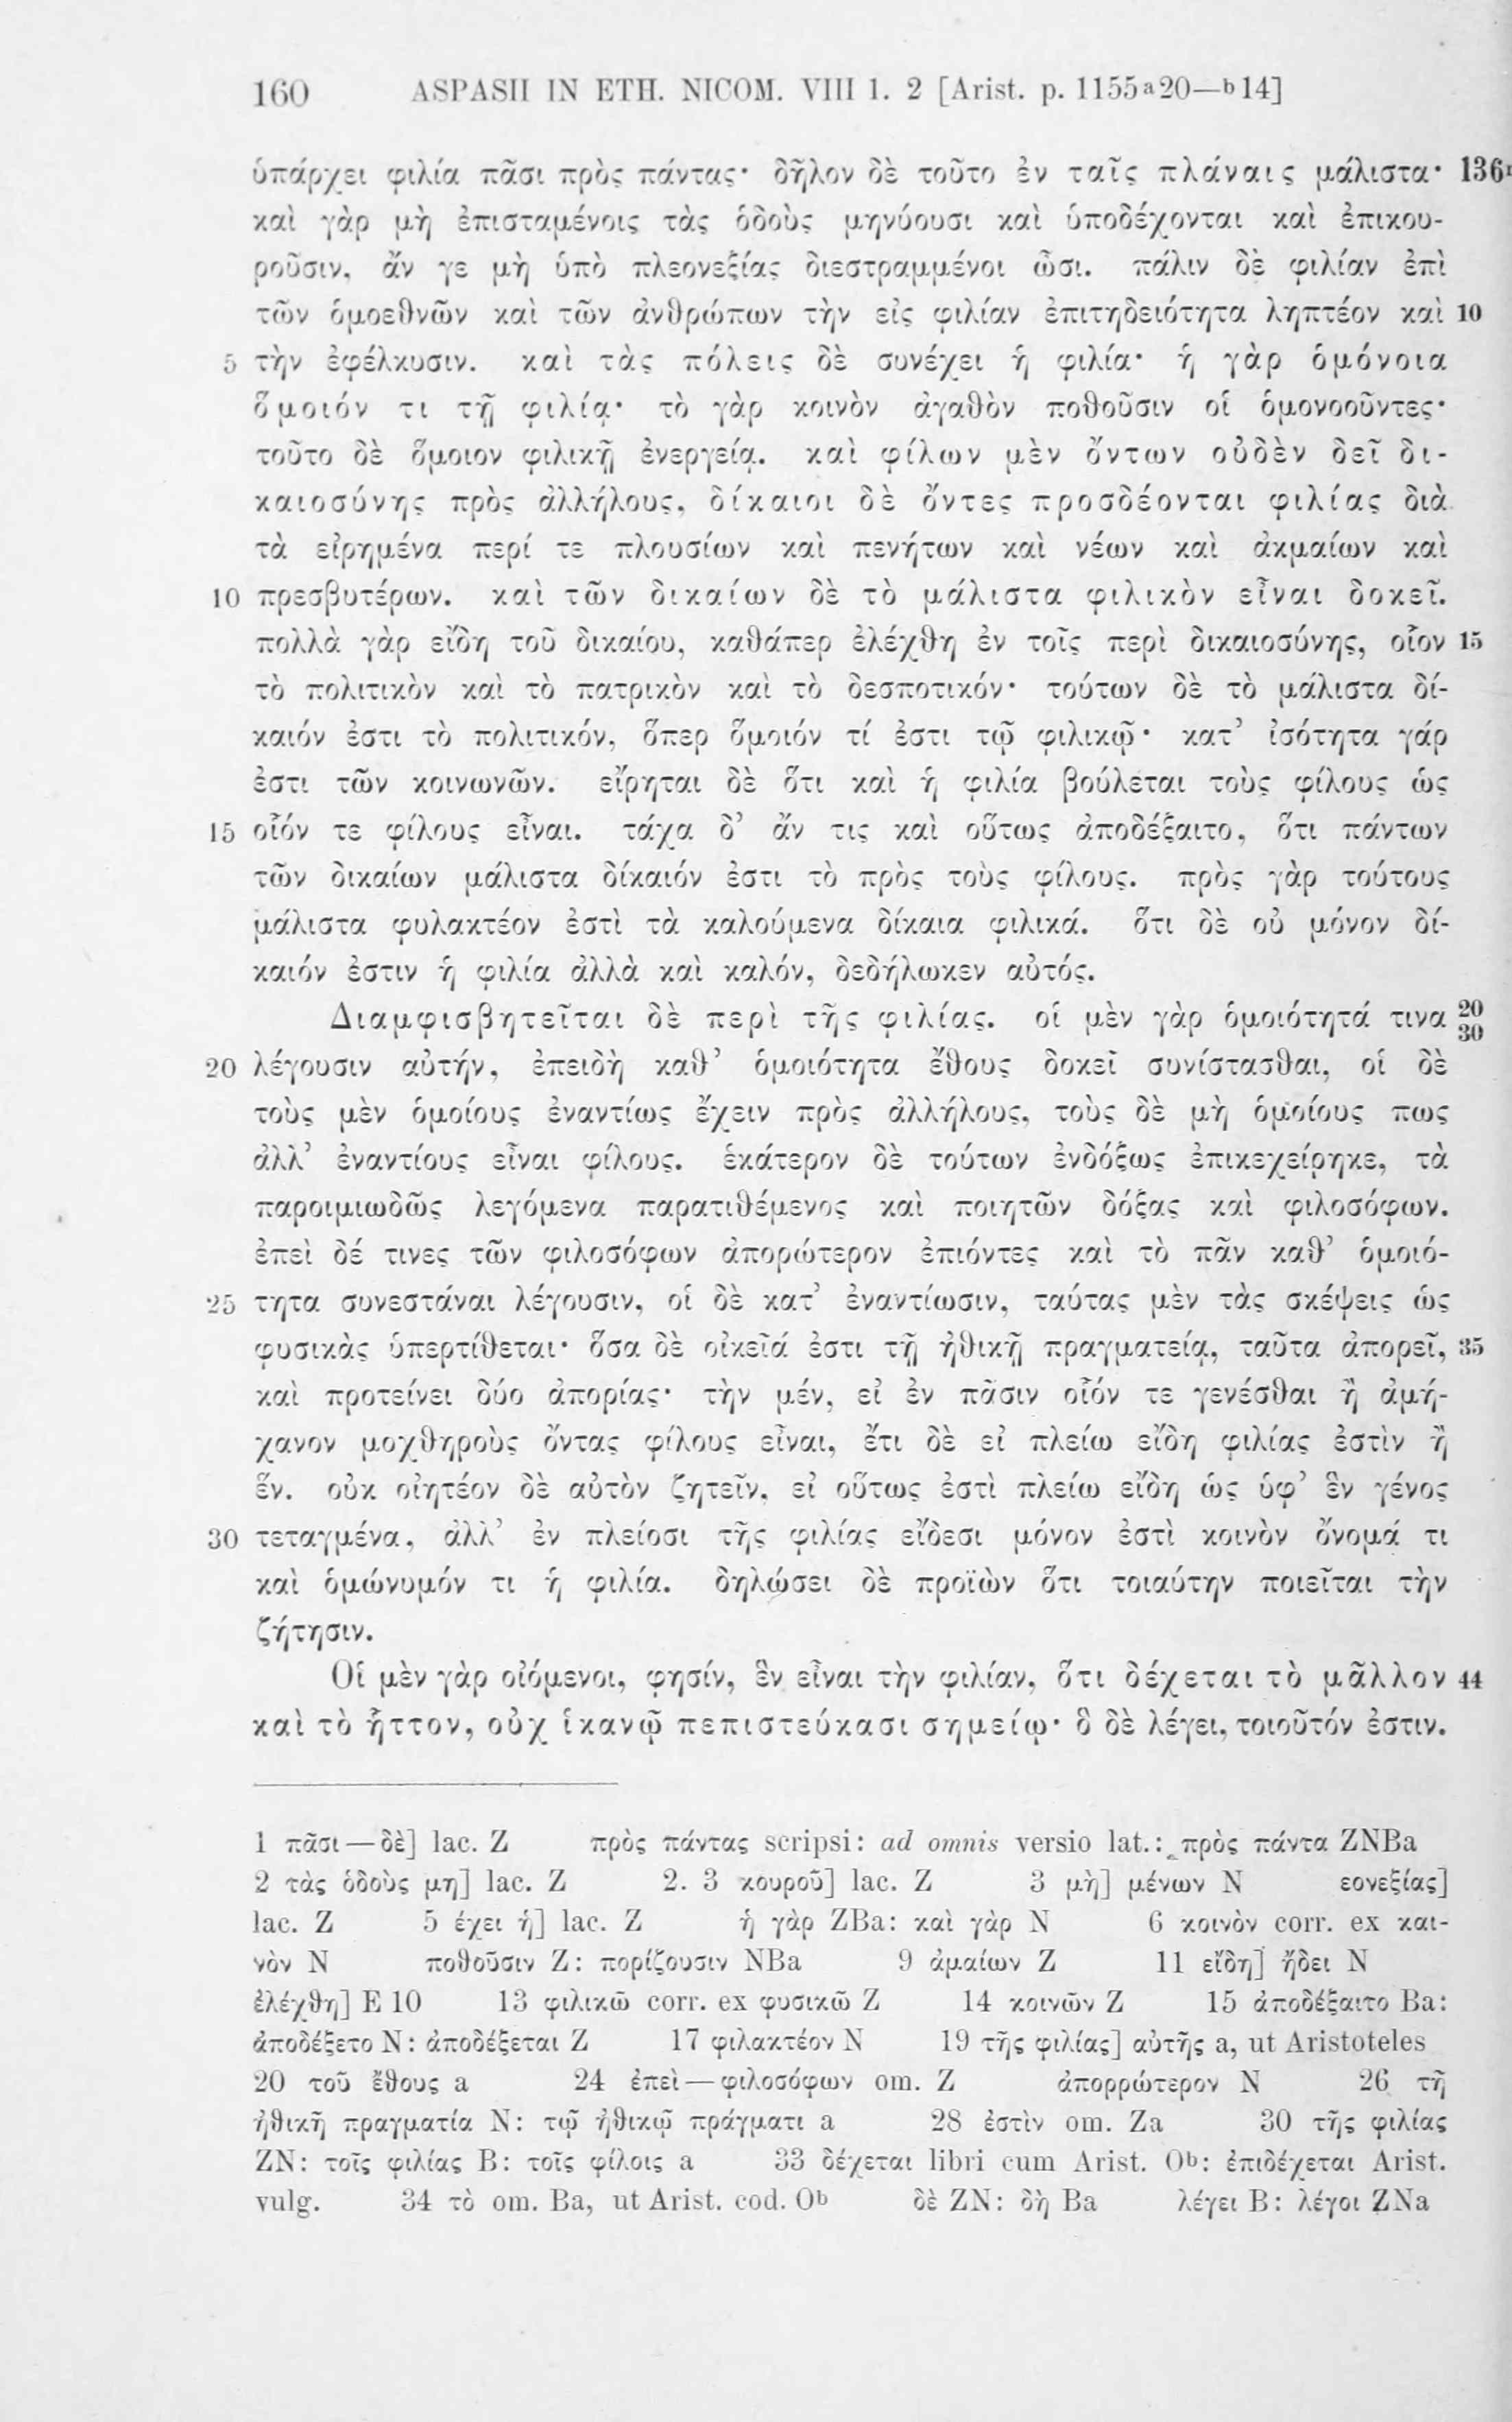 160 ASPASII IN ETH. NICOM. VIII 1. 2 [Arist. p. 1155a20—b14]
ὑπάρχει φιλία πᾶσι πρὸς πάντας· δῆλον δὲ τοῦτο ἐν ταῖς πλάναις μάλιστα· 136r
καὶ γὰρ μὴ ἐπισταμένοις τὰς ὁδοὺς μηνύουσι καὶ ὑποδέχονται καὶ ἐπικου-
ροῦσιν, ἄν γε μὴ ὑπὸ πλεονεξίας διεστραμμένοι ὦσι. πάλιν δὲ φιλίαν ἐπὶ
τῶν ὁμοεθνῶν καὶ τῶν ἀνθρώπων τὴν εἰς φιλίαν ἐπιτηδειότητα ληπτέον καὶ 10
5 τὴν ἐφέλκυσιν. καὶ τὰς πόλεις δὲ συνέχει ἡ φιλία· ἡ γὰρ ὁμόνοια
ὅμοιόν τι τῇ φιλίᾳ· τὸ γὰρ κοινὸν ἀγαθὸν ποθοῦσιν οἱ ὁμονοοῦντες·
τοῦτο δὲ ὅμοιον φιλικῇ ἐνεργείᾳ. καὶ φίλων μὲν ὄντων οὐδὲν δεῖ δι-
καιοσύνης πρὸς ἀλλήλους, δίκαιοι δὲ ὄντες προσδέονται φιλίας διὰ
τὰ εἰρημένα περί τε πλουσίων καὶ πενήτων καὶ νέων καὶ ἀκμαίων καὶ
10 πρεσβυτέρων. καὶ τῶν δικαίων δὲ τὸ μάλιστα φιλικὸν εἶναι δοκεῖ.
πολλὰ γὰρ εἴδη τοῦ δικαίου, καθάπερ ἐλέχθη ἐν τοῖς περὶ δικαιοσύνης, οἷον 15
τὸ πολιτικὸν καὶ τὸ πατρικὸν καὶ τὸ δεσποτικόν· τούτων δὲ τὸ μάλιστα δί-
καιόν ἐστι τὸ πολιτικόν, ὅπερ ὅμοιόν τί ἐστι τῷ φιλικῷ· κατ’ ἰσότητα γάρ
ἐστι τῶν κοινωνῶν. εἴρηται δὲ ὅτι καὶ ἡ φιλία βούλεται τοὺς φίλους ὡς
15 οἷόν τε φίλους εἶναι. τάχα δ’ ἄν τις καὶ οὕτως ἀποδέξαιτο, ὅτι πάντων
τῶν δικαίων μάλιστα δίκαιόν ἐστι τὸ πρὸς τοὺς φίλους. πρὸς γὰρ τούτους
μάλιστα φυλακτέον ἐστὶ τὰ καλούμενα δίκαια φιλικά. ὅτι δὲ οὐ μόνον δί-
καιόν ἐστιν ἡ φιλία ἀλλὰ καὶ καλόν, δεδήλωκεν αὐτός.
Διαμφισβητεῖται δὲ περὶ τῆς φιλίας. οἱ μὲν γὰρ ὁμοιότητά τινα 20 30
20 λέγουσιν αὐτήν, ἐπειδὴ καθ’ ὁμοιότητα ἔθους δοκεῖ συνίστασθαι, οἱ δὲ
τοὺς μὲν ὁμοίους ἐναντίως ἔχειν πρὸς ἀλλήλους, τοὺς δὲ μὴ ὁμοίους πως
ἀλλ’ ἐναντίους εἶναι φίλους. ἑκάτερον δὲ τούτων ἐνδόξως ἐπικεχείρηκε, τὰ
παροιμιωδῶς λεγόμενα παρατιθέμενος καὶ ποιητῶν δόξας καὶ φιλοσόφων.
ἐπεὶ δέ τινες τῶν φιλοσόφων ἀπορώτερον ἐπιόντες καὶ τὸ πᾶν καθ’ ὁμοιό-
25 τητα συνεστάναι λέγουσιν, οἱ δὲ κατ’ ἐναντίωσιν, ταύτας μὲν τὰς σκέψεις ὡς
φυσικὰς ὑπερτίθεται· ὅσα δὲ οἰκεῖά ἐστι τῇ ἠθικῇ πραγματείᾳ, ταῦτα ἀπορεῖ, 35
καὶ προτείνει δύο ἀπορίας· τὴν μέν, εἰ ἐν πᾶσιν οἷόν τε γενέσθαι ἢ ἀμή-
χανον μοχθηροὺς ὄντας φίλους εἶναι, ἔτι δὲ εἰ πλείω εἴδη φιλίας ἐστὶν ἢ
ἕν. οὐκ οἰητέον δὲ αὐτὸν ζητεῖν, εἰ οὕτως ἐστὶ πλείω εἴδη ὡς ὑφ’ ἓν γένος
30 τεταγμένα, ἀλλ’ ἐν πλείοσι τῆς φιλίας εἴδεσι μόνον ἐστὶ κοινὸν ὄνομά τι
καὶ ὁμώνυμόν τι ἡ φιλία. δηλώσει δὲ προϊὼν ὅτι τοιαύτην ποιεῖται τὴν
ζήτησιν.
Οἱ μὲν γὰρ οἰόμενοι, φησίν, ἓν εἶναι τὴν φιλίαν, ὅτι δέχεται τὸ μᾶλλον 44
καὶ τὸ ἧττον, οὐχ ἱκανῷ πεπιστεύκασι σημείῳ· ὃ δὲ λέγει, τοιοῦτόν ἐστιν.
1 πᾶσι—δὲ] lac. Z πρὸς πάντας scripsi: ad omnis versio lat.: πρὸς πάντα ZNBa
2 τὰς ὁδοὺς μη] lac. Z 2. 3 κουροῦ] lac. Z 3 μὴ] μένων N εονεξίας]
lac. Z 5 έχει ἡ] lac. Z ἡ γὰρ ZBa: καὶ γὰρ N 6 κοινὸν corr. ex και-
νὸν N ποθοῦσιν Z: πορίζουσιν NBa 9 ἀμαίων Z 11 εἴδη] ἤδει N
ἐλέχθη] E 10 13 φιλικῶ corr. ex φυσικῶ Z 14 κοινῶν Z 15 ἀποδέξαιτο Ba:
ἀποδέξετο N: ἀποδέξεται Z 17 φιλακτέον N 19 τῆς φιλίας] αὐτῆς a, ut Aristoteles
20 τοῦ ἔθους a 24 ἐπεὶ—φιλοσόφων om. Z ἀπορρώτερον N 26 τῆ
ἠθικῆ πραγματία N: τῷ ἠθικῷ πράγματι a 28 ἐστὶν om. Za 30 τῆς φιλίας
ZN: τοῖς φιλίας B: τοῖς φίλοις a 33 δέχεται libri cum Arist. Ob: ἐπιδέχεται Arist.
vulg. 34 τὸ om. Ba, ut Arist. cod. Ob δὲ ZN: δὴ Ba λέγει B: λέγοι ZNa